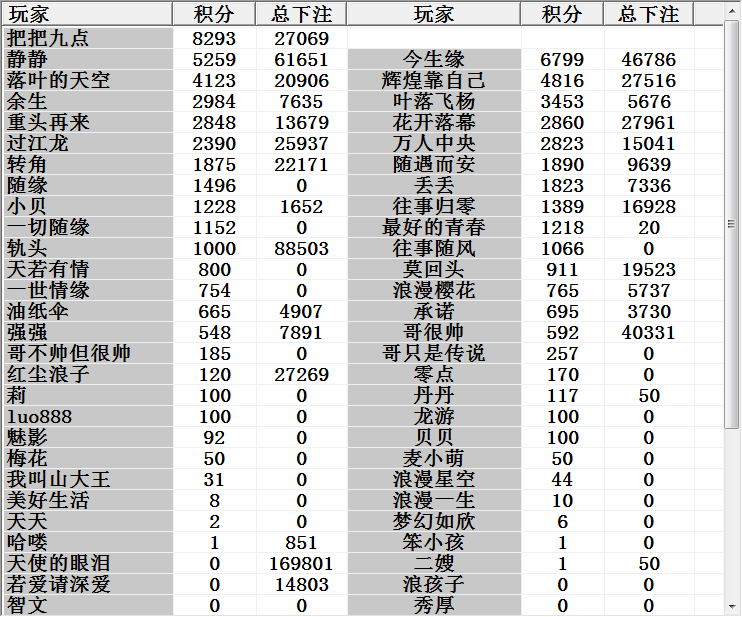 玩家 积分 总下注 玩家 积分 总下注
把把九点 8293 27069
静静 5259 61651 今生缘 6799 46786
落叶的天空 4123 20906 辉煌靠自己 4816 27516
余生 2984 7635 叶落飞杨 3453 5676
重头再来 2848 13679 花开落幕 2860 27961
过江龙 2390 25937 万人中央 2823 15041
转角 1875 22171 随遇而安 1890 9639
随缘 1496 0 丢丢 1823 7336
小贝 1228 1652 往事归零 1389 16928
一切随缘 1152 0 最好的青春 1218 20
轨头 1000 88503 往事随风 1066 0
天若有情 800 0 莫回头 911 19523
一世情缘 754 0 浪漫樱花 765 5737
油纸伞 665 4907 承诺 695 3730
强强 548 7891 哥很帅 592 40331
哥不帅但很帅 185 0 哥只是传说 257 0
红尘浪子 120 27269 零点 170 0
莉 100 0 丹丹 117 50
luo888 100 0 龙游 100 0
魅影 92 0 贝贝 100 0
梅花 50 0 麦小萌 50 0
我叫山大王 31 0 浪漫星空 44 0
美好生活 8 0 浪漫一生 10 0
天天 2 0 梦幻如欣 6 0
哈喽 1 851 笨小孩 1 0
天使的眼泪 0 169801 二嫂 1 50
若爱请深爱 0 14803 浪孩子 0 0
智文 0 0 秀厚 0 0